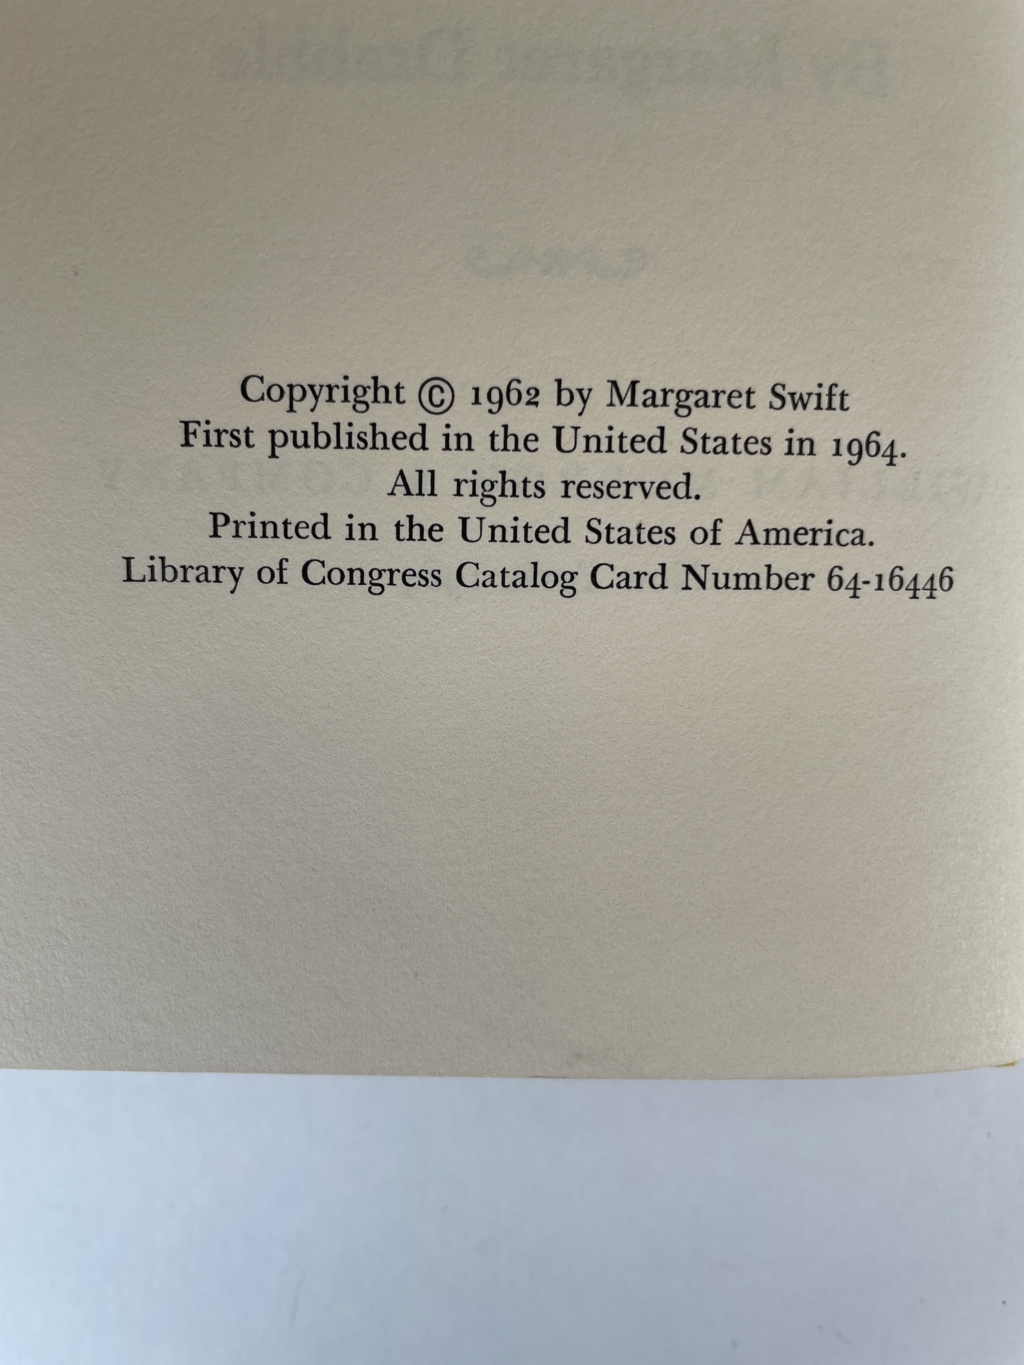 Copyright © 1962 by Margaret Swift
First published in the United States in 1964.
All rights reserved.
Printed in the United States of America.
Library of Congress Catalog Card Number 64-16446